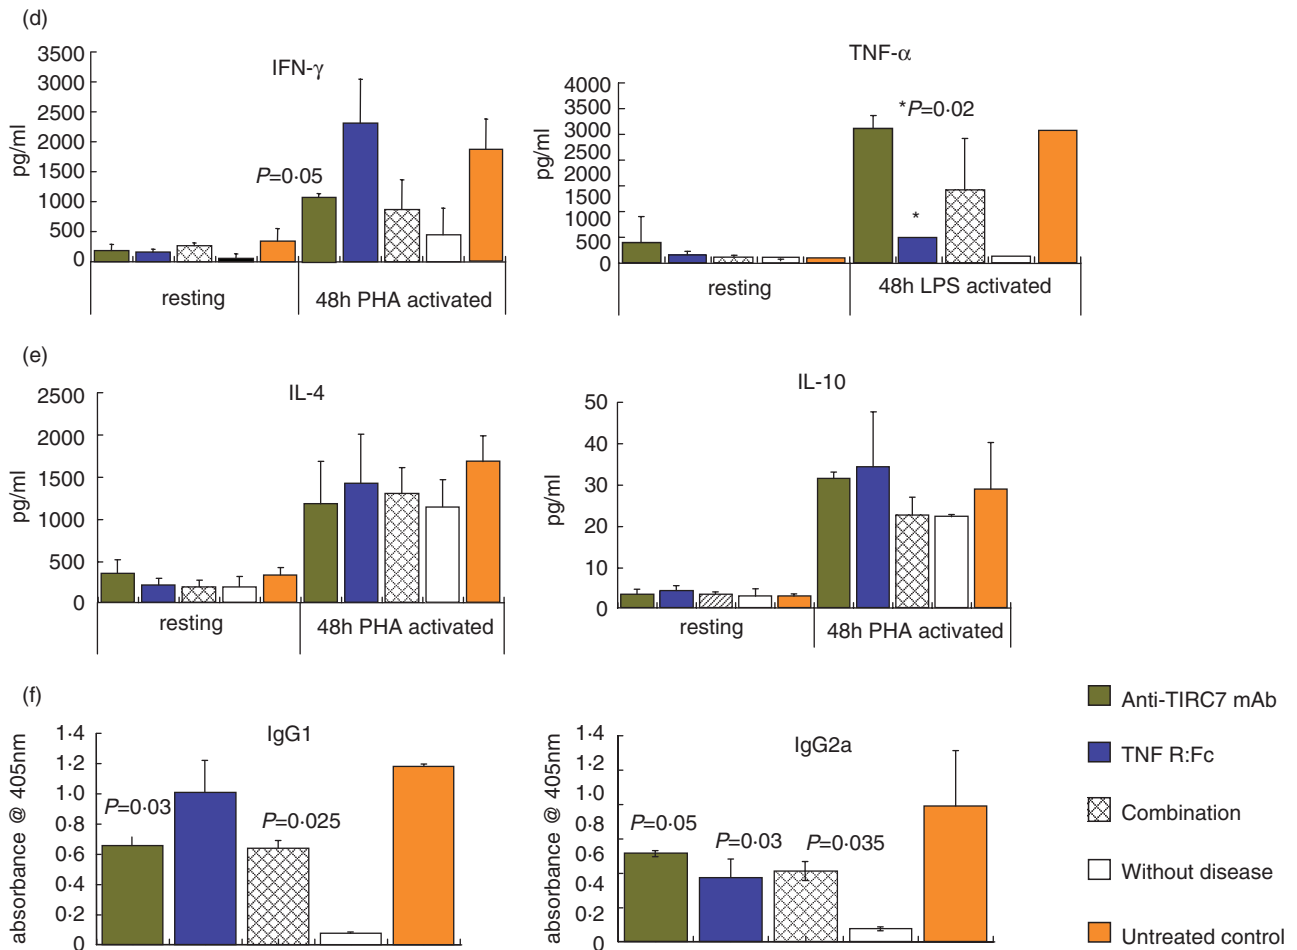 (d)
IFN-γ
pg/ml
3500
3000
2500
2000
1500
1000
500
0
P=0·05
resting
48h PHA activated
TNF-α
pg/ml
4000
3500
3000
2500
2000
1500
1000
500
0
*P=0·02
*
resting
48h LPS activated
(e)
IL-4
pg/ml
2500
2000
1500
1000
500
0
resting
48h PHA activated
IL-10
pg/ml
50
40
30
20
10
0
resting
48h PHA activated
(f)
IgG1
absorbance @ 405nm
1·4
1·2
1·0
0·8
0·6
0·4
0·2
0
P=0·03
P=0·025
IgG2a
absorbance @ 405nm
1·4
1·2
1·0
0·8
0·6
0·4
0·2
0
P=0·05
P=0·03
P=0·035
Anti-TIRC7 mAb
TNF R:Fc
Combination
Without disease
Untreated control